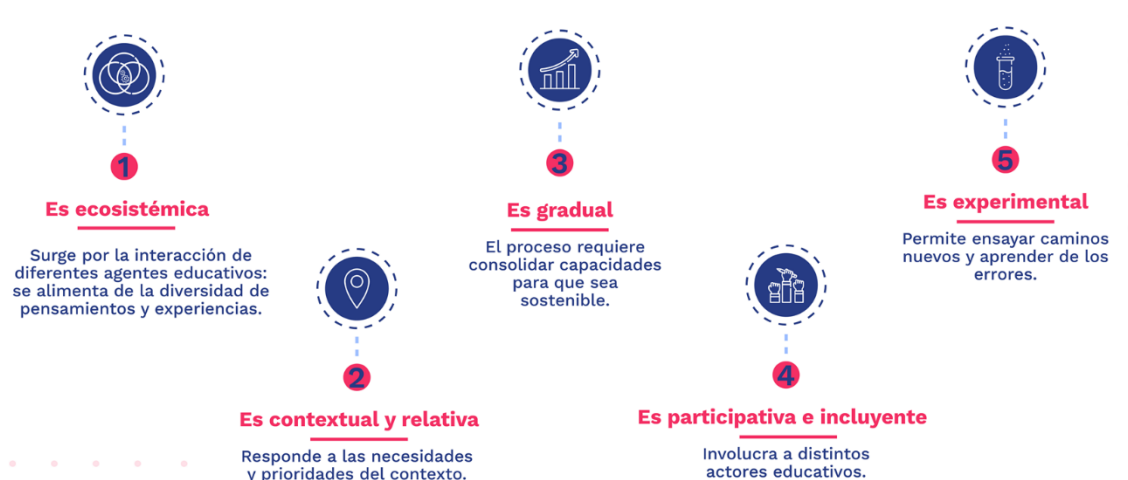 1
Es ecosistémica
Surge por la interacción de
diferentes agentes educativos:
se alimenta de la diversidad de
pensamientos y experiencias.
2
Es contextual y relativa
Responde a las necesidades
y prioridades del contexto.
3
Es gradual
El proceso requiere
consolidar capacidades
para que sea
sostenible.
4
Es participativa e incluyente
Involucra a distintos
actores educativos.
5
Es experimental
Permite ensayar caminos
nuevos y aprender de los
errores.